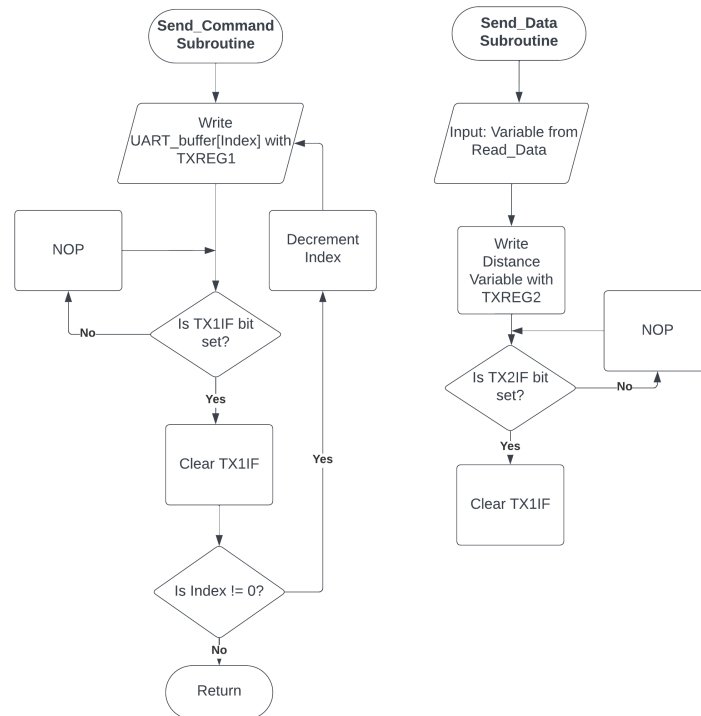 Send_Command
Subroutine
Write
UART_buffer[Index] with
TXREG1
NOP
Decrement
Index
Is TX1IF bit
set?
No
Yes
Clear TX1IF
Yes
Is Index != 0?
No
Return
Send_Data
Subroutine
Input: Variable from
Read_Data
Write
Distance
Variable with
TXREG2
NOP
Is TX2IF bit
set?
No
Yes
Clear TX1IF